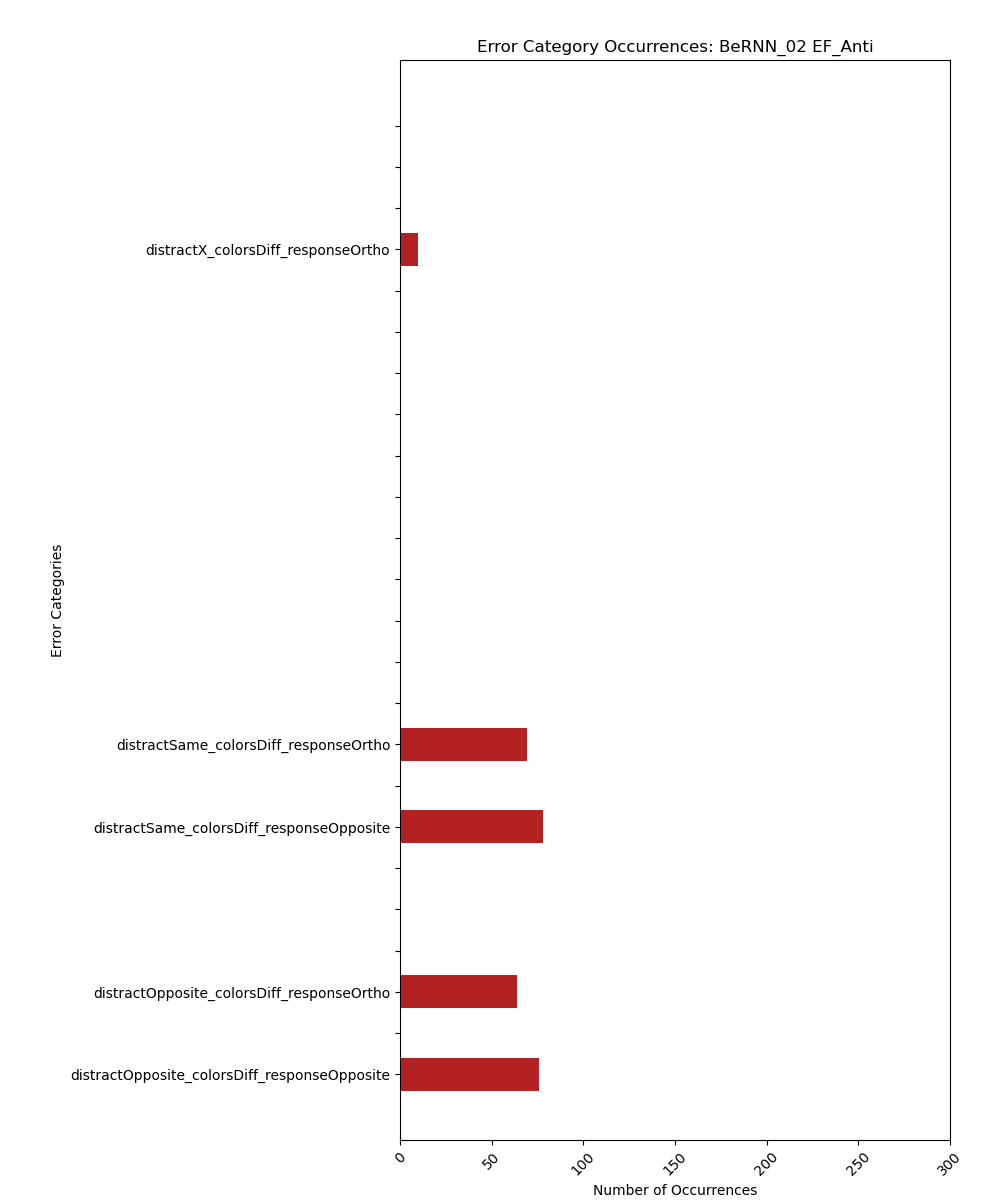 Error Category Occurrences: BeRNN_02 EF_Anti
distractX_colorsDiff_responseOrtho
Error Categories
distractSame_colorsDiff_responseOrtho
distractSame_colorsDiff_responseOpposite
distractOpposite_colorsDiff_responseOrtho
distractOpposite_colorsDiff_responseOpposite
0 50 100 150 200 250 300
Number of Occurrences